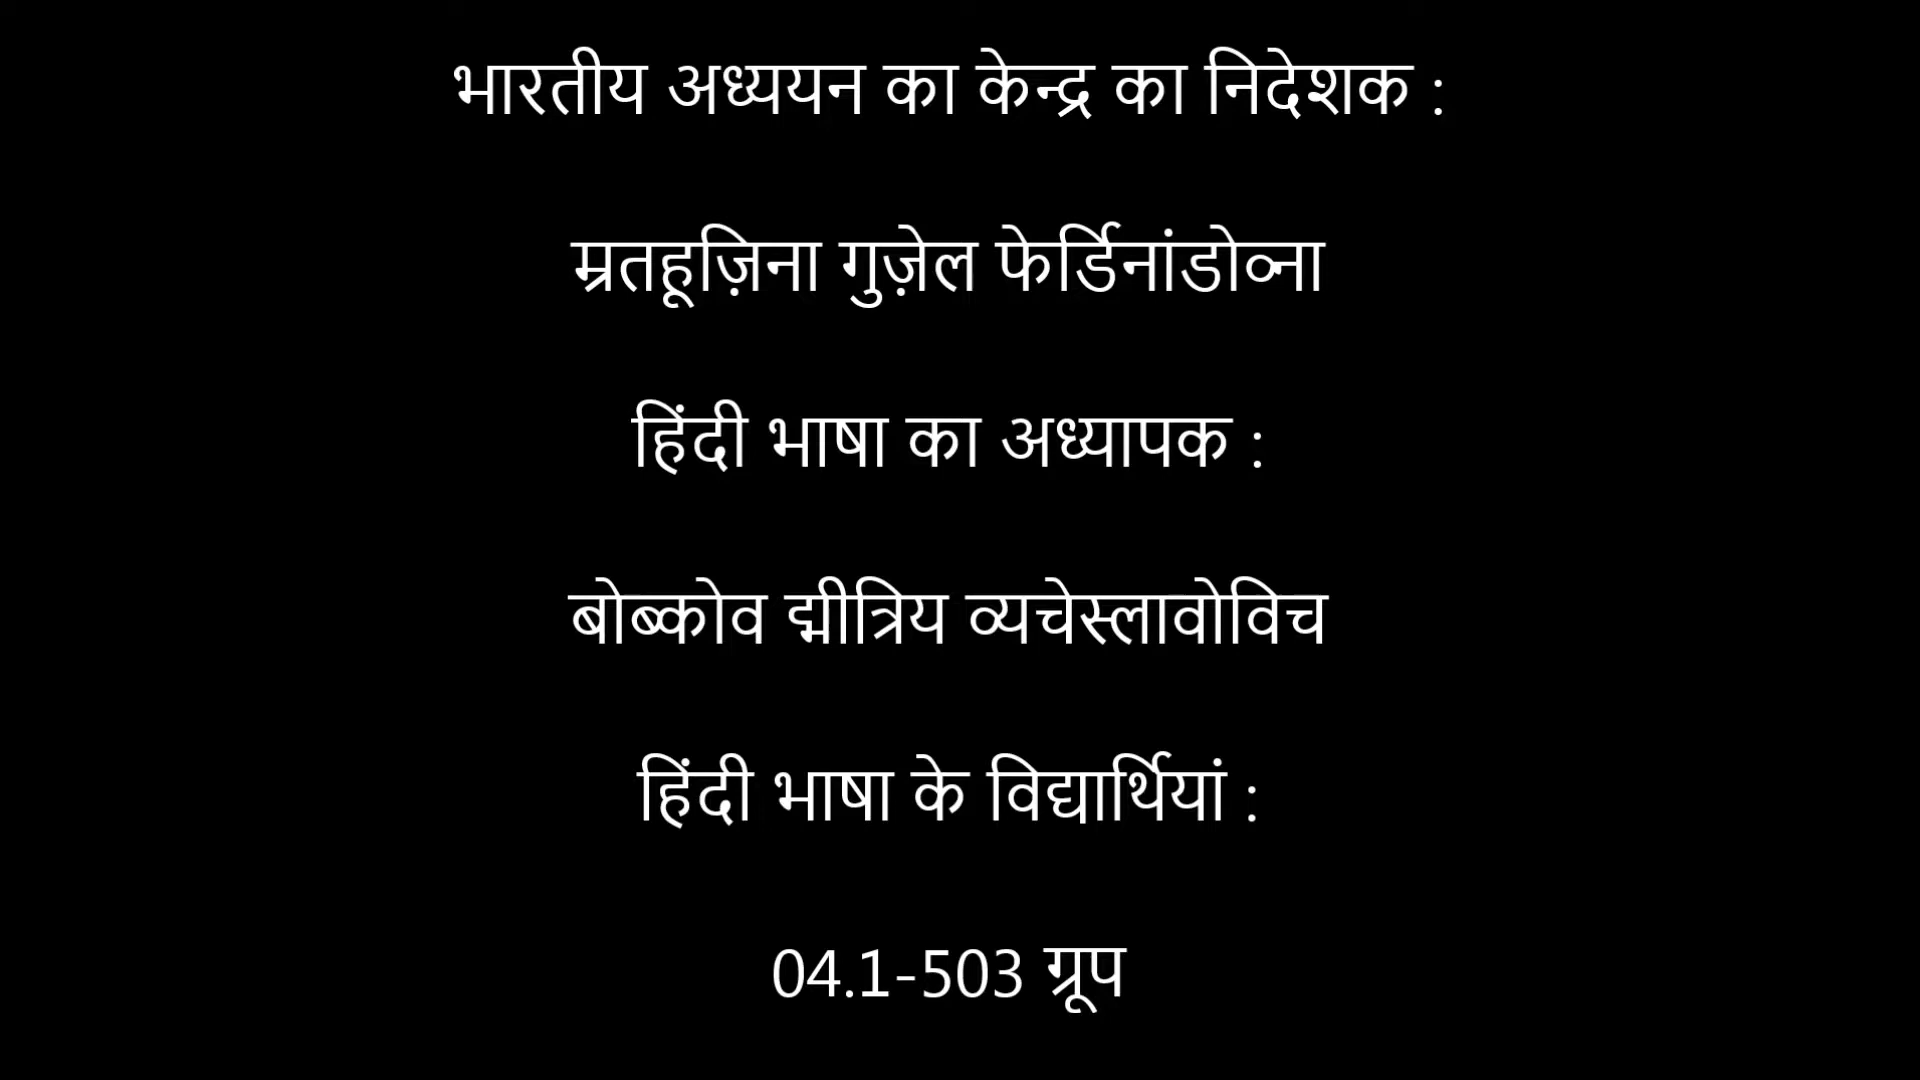 भारतीय अध्ययन का केन्द्र का निदेशक :
म्रतहूज़िना गुज़ेल फेर्डिनांडोव्ना
हिंदी भाषा का अध्यापक :
बोब्कोव द्मीत्रिय व्यचेस्लावोविच
हिंदी भाषा के विद्यार्थियां :
04.1-503 ग्रूप